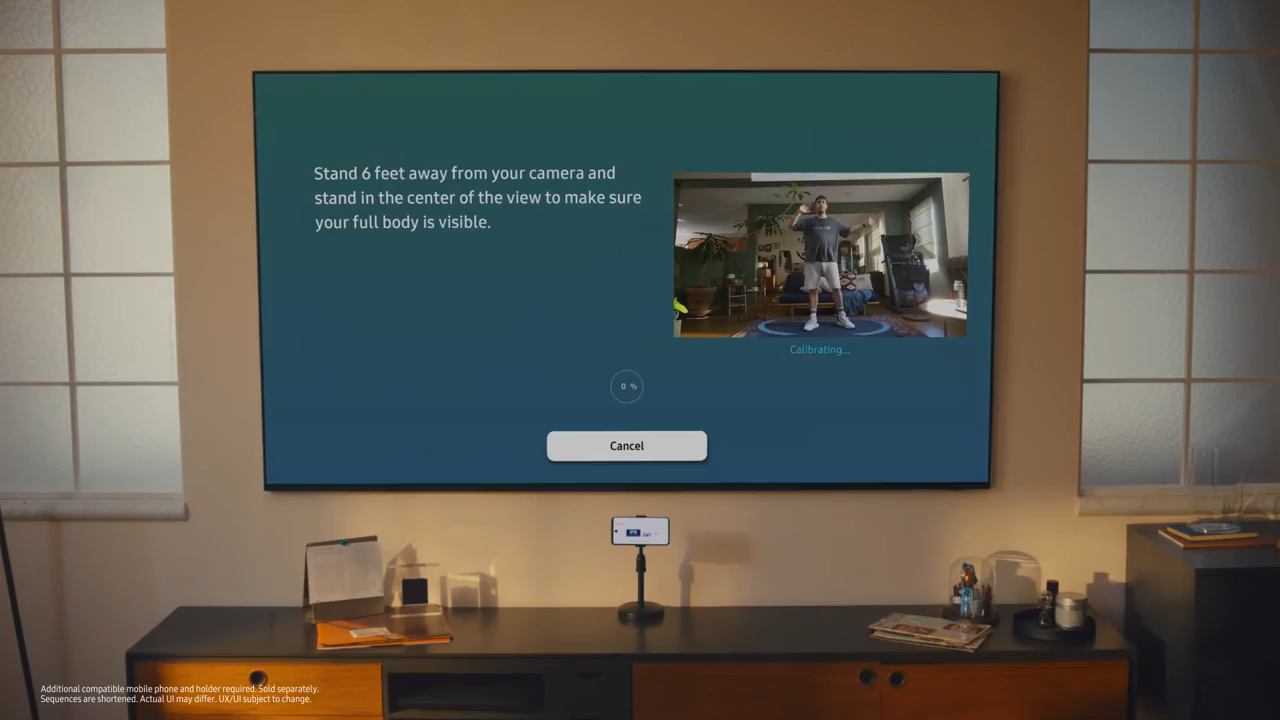 Stand 6 feet away from your camera and
stand in the center of the view to make sure
your full body is visible.
Calibrating...
0 %
Cancel
Additional compatible mobile phone and holder required. Sold separately.
Sequences are shortened. Actual UI may differ. UX/UI subject to change.